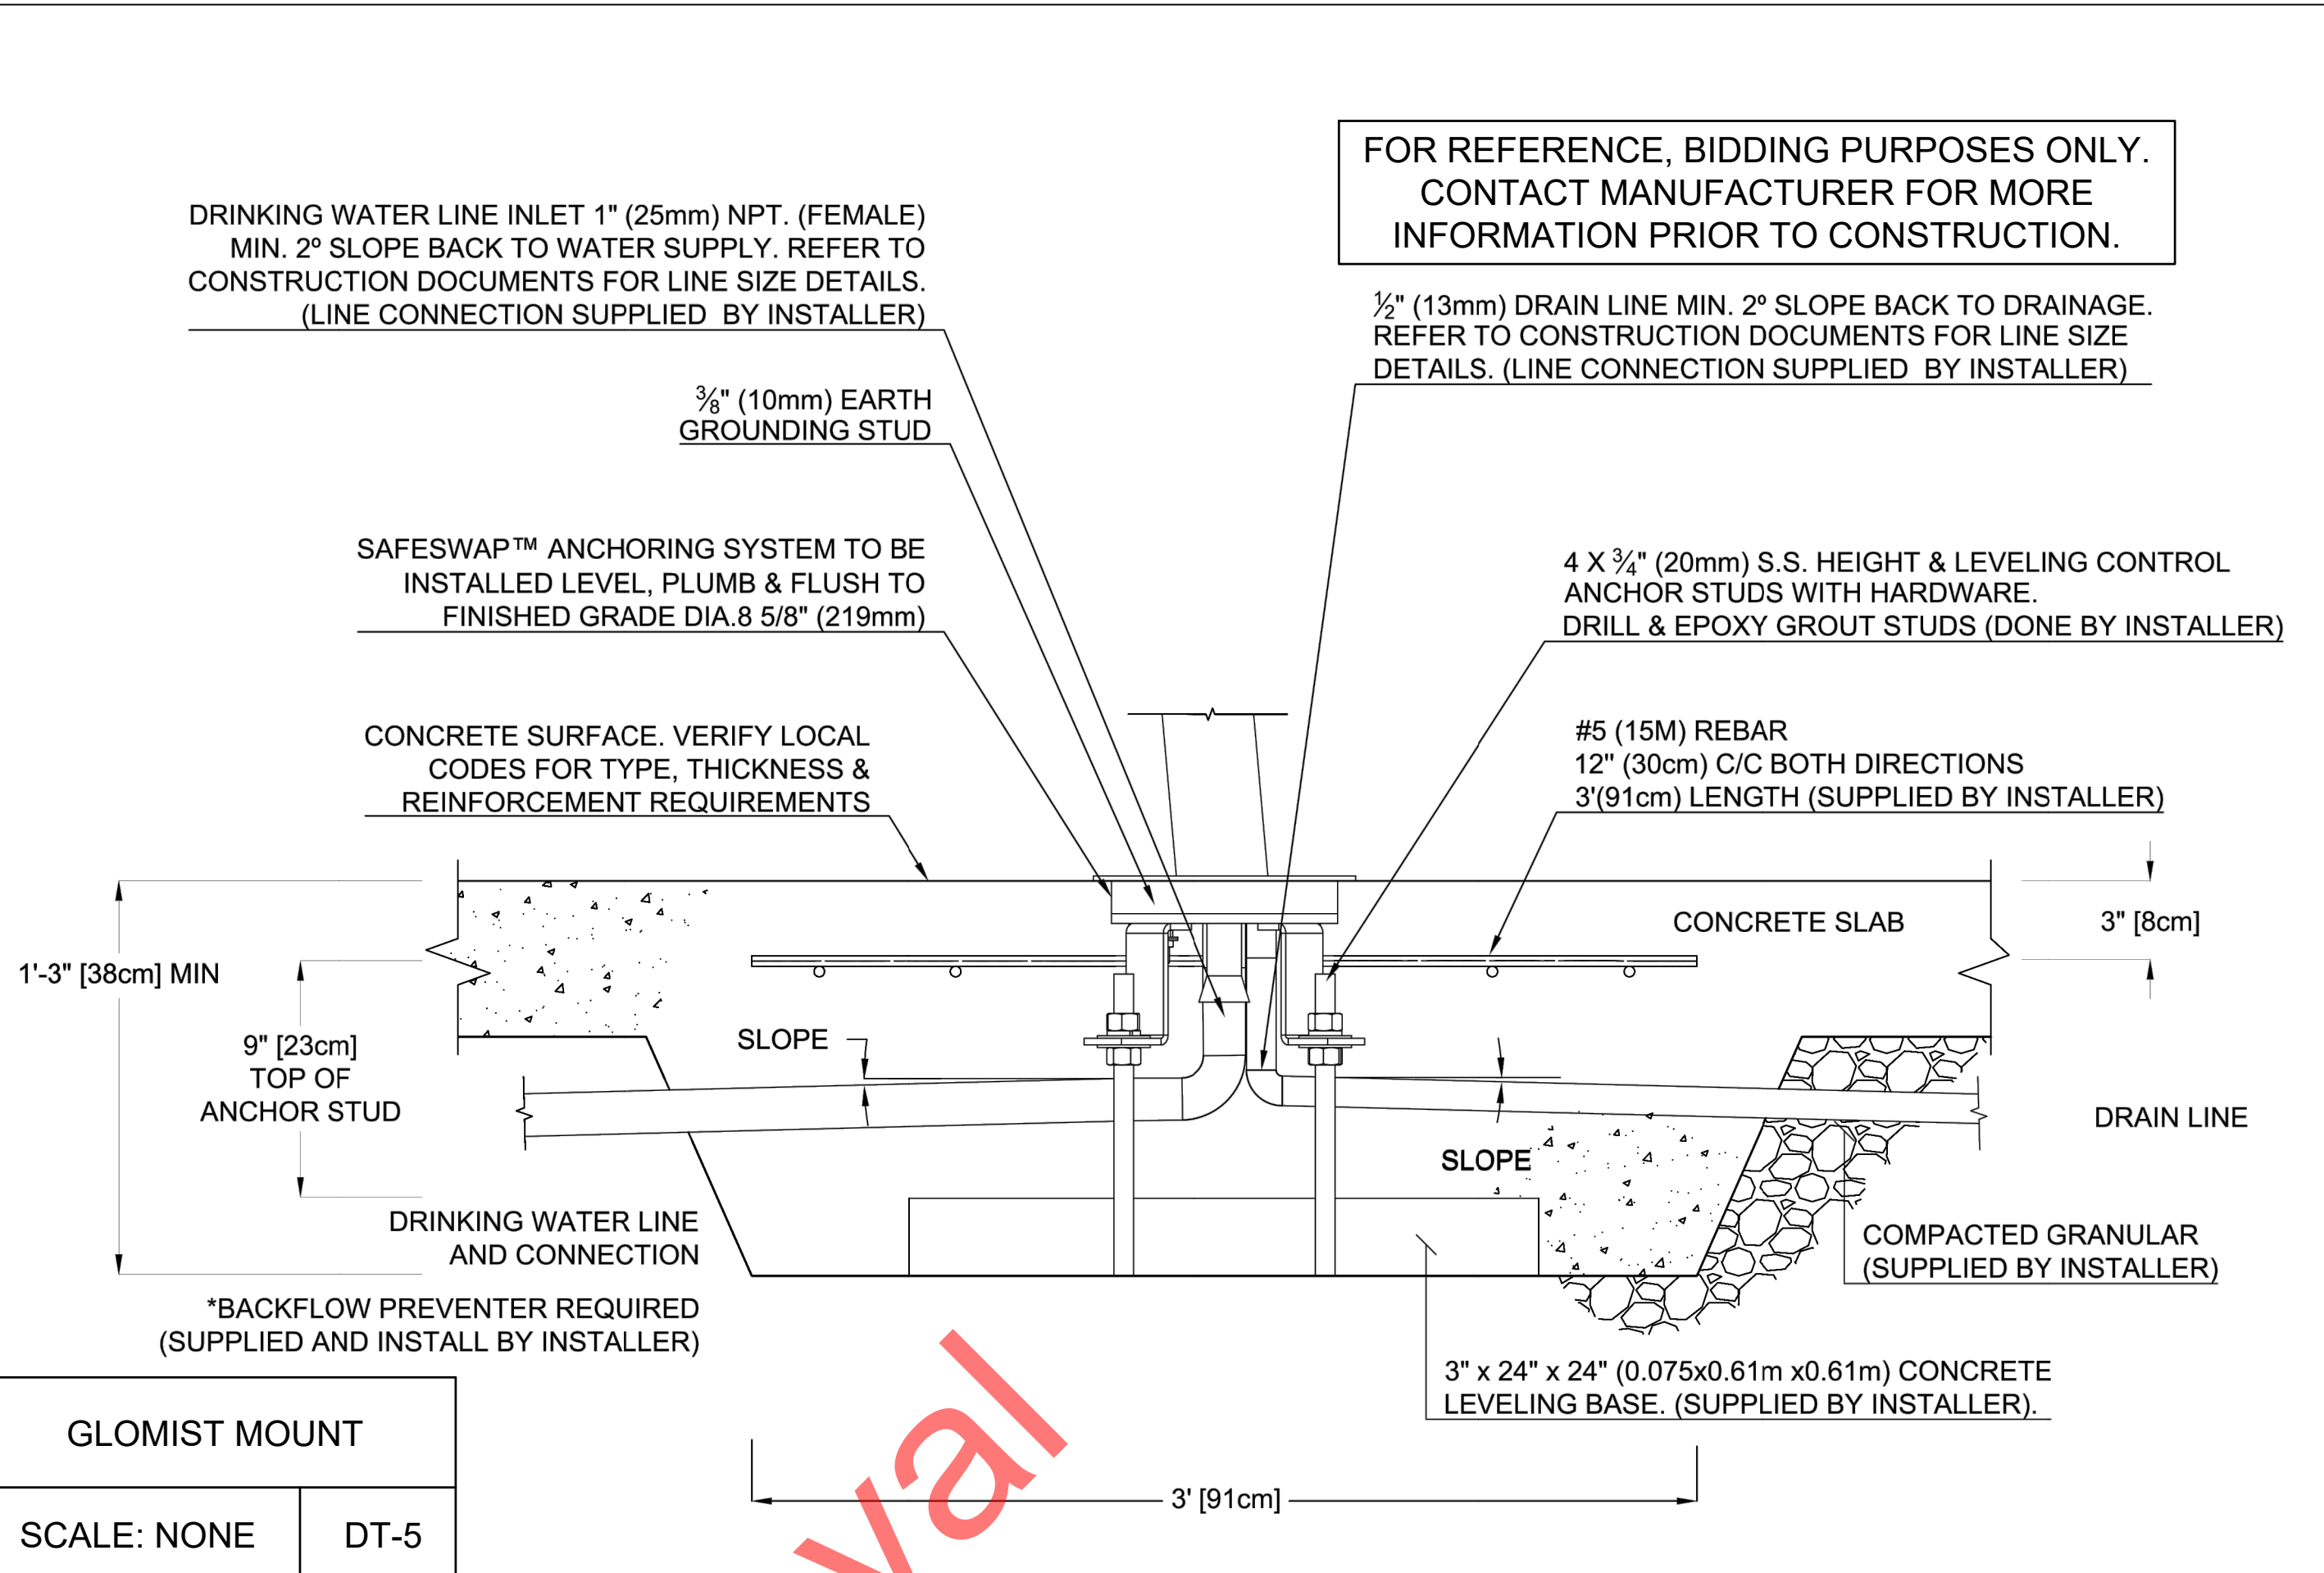 FOR REFERENCE, BIDDING PURPOSES ONLY.
CONTACT MANUFACTURER FOR MORE
INFORMATION PRIOR TO CONSTRUCTION.
DRINKING WATER LINE INLET 1" (25mm) NPT. (FEMALE)
MIN. 2º SLOPE BACK TO WATER SUPPLY. REFER TO
CONSTRUCTION DOCUMENTS FOR LINE SIZE DETAILS.
(LINE CONNECTION SUPPLIED BY INSTALLER)
½" (13mm) DRAIN LINE MIN. 2º SLOPE BACK TO DRAINAGE.
REFER TO CONSTRUCTION DOCUMENTS FOR LINE SIZE
DETAILS. (LINE CONNECTION SUPPLIED BY INSTALLER)
⅜" (10mm) EARTH
GROUNDING STUD
SAFESWAP™ ANCHORING SYSTEM TO BE
INSTALLED LEVEL, PLUMB & FLUSH TO
FINISHED GRADE DIA.8 5/8" (219mm)
4 X ¾" (20mm) S.S. HEIGHT & LEVELING CONTROL
ANCHOR STUDS WITH HARDWARE.
DRILL & EPOXY GROUT STUDS (DONE BY INSTALLER)
CONCRETE SURFACE. VERIFY LOCAL
CODES FOR TYPE, THICKNESS &
REINFORCEMENT REQUIREMENTS
#5 (15M) REBAR
12" (30cm) C/C BOTH DIRECTIONS
3'(91cm) LENGTH (SUPPLIED BY INSTALLER)
CONCRETE SLAB
3" [8cm]
1'-3" [38cm] MIN
9" [23cm]
TOP OF
ANCHOR STUD
SLOPE
SLOPE
DRAIN LINE
DRINKING WATER LINE
AND CONNECTION
*BACKFLOW PREVENTER REQUIRED
(SUPPLIED AND INSTALL BY INSTALLER)
COMPACTED GRANULAR
(SUPPLIED BY INSTALLER)
3" x 24" x 24" (0.075x0.61m x0.61m) CONCRETE
LEVELING BASE. (SUPPLIED BY INSTALLER).
3' [91cm]
GLOMIST MOUNT
SCALE: NONE
DT-5
val